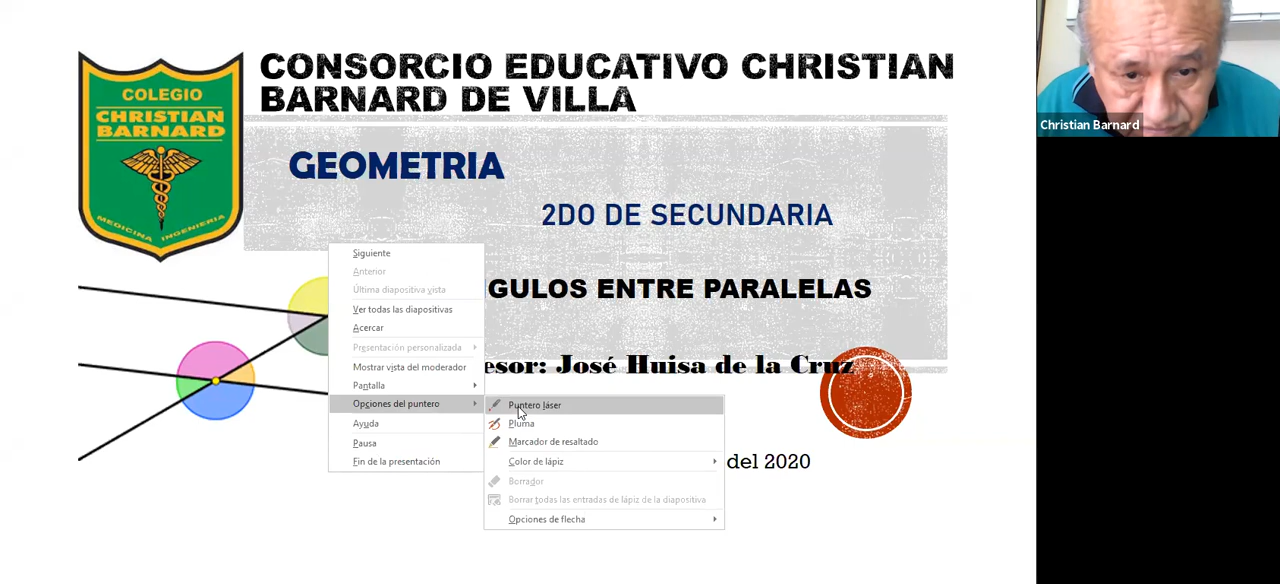 CONSORCIO EDUCATIVO CHRISTIAN
BARNARD DE VILLA
COLEGIO
CHRISTIAN
BARNARD
MEDICINA INGENIERIA
GEOMETRIA
2DO DE SECUNDARIA
GULOS ENTRE PARALELAS
esor: José Huisa de la Cruz
del 2020
Siguiente
Anterior
Última diapositiva vista
Ver todas las diapositivas
Acercar
Presentación personalizada
Mostrar vista del moderador
Pantalla
Opciones del puntero
Ayuda
Pausa
Fin de la presentación
Puntero láser
Pluma
Marcador de resaltado
Color de lápiz
Borrador
Borrar todas las entradas de lápiz de la diapositiva
Opciones de flecha
Christian Barnard